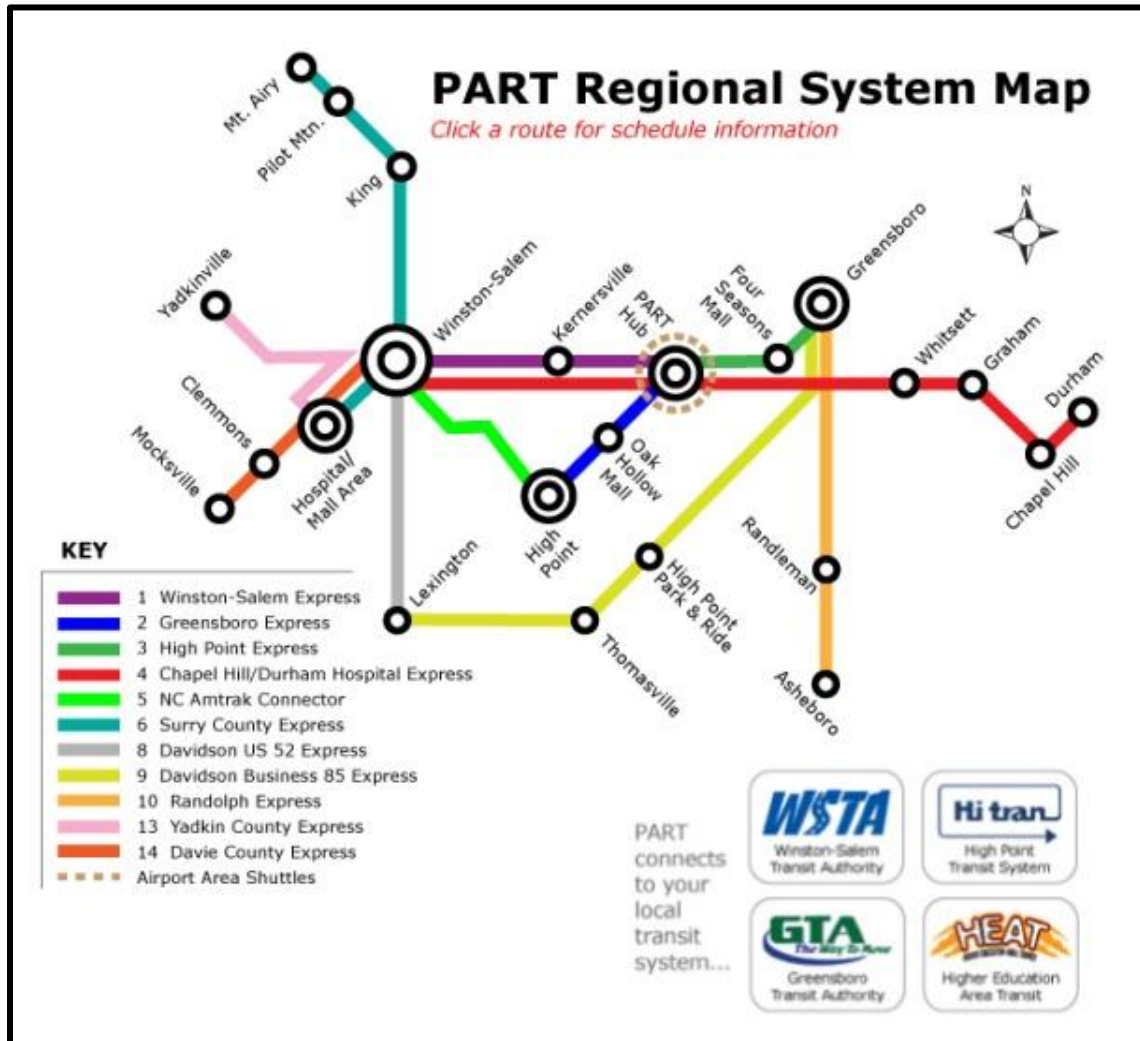 PART Regional System Map
Click a route for schedule information
Mt. Airy
Pilot Mtn.
King
N
Yadkinville
Winston-Salem
Kernersville
PART
Hub
Four
Seasons
Mall
Greensboro
Whitsett
Graham
Durham
Chapel Hill
Clemmons
Mocksville
Hospital/
Mall Area
Oak
Hollow
Mall
High
Point
Lexington
Thomasville
High Point
Park & Ride
Randleman
Asheboro
KEY
1 Winston-Salem Express
2 Greensboro Express
3 High Point Express
4 Chapel Hill/Durham Hospital Express
5 NC Amtrak Connector
6 Surry County Express
8 Davidson US 52 Express
9 Davidson Business 85 Express
10 Randolph Express
13 Yadkin County Express
14 Davie County Express
Airport Area Shuttles
PART
connects
to your
local
transit
system...
WSTA
Winston-Salem
Transit Authority
Hi tran
High Point
Transit System
GTA
The Way To Move
Greensboro
Transit Authority
HEAT
Higher Education
Area Transit